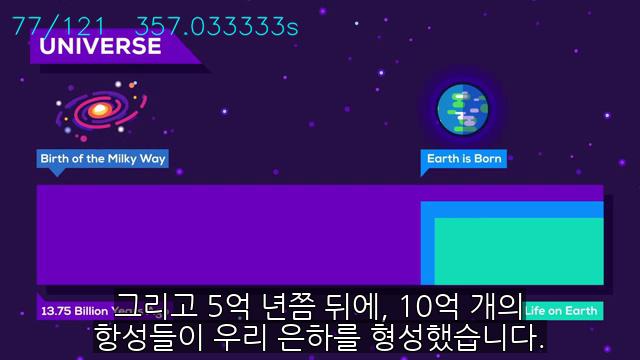 77/121 357.033333s
UNIVERSE
Birth of the Milky Way
Earth is Born
13.75 Billion Years
Life on Earth
그리고 5억 년쯤 뒤에, 10억 개의
항성들이 우리 은하를 형성했습니다.